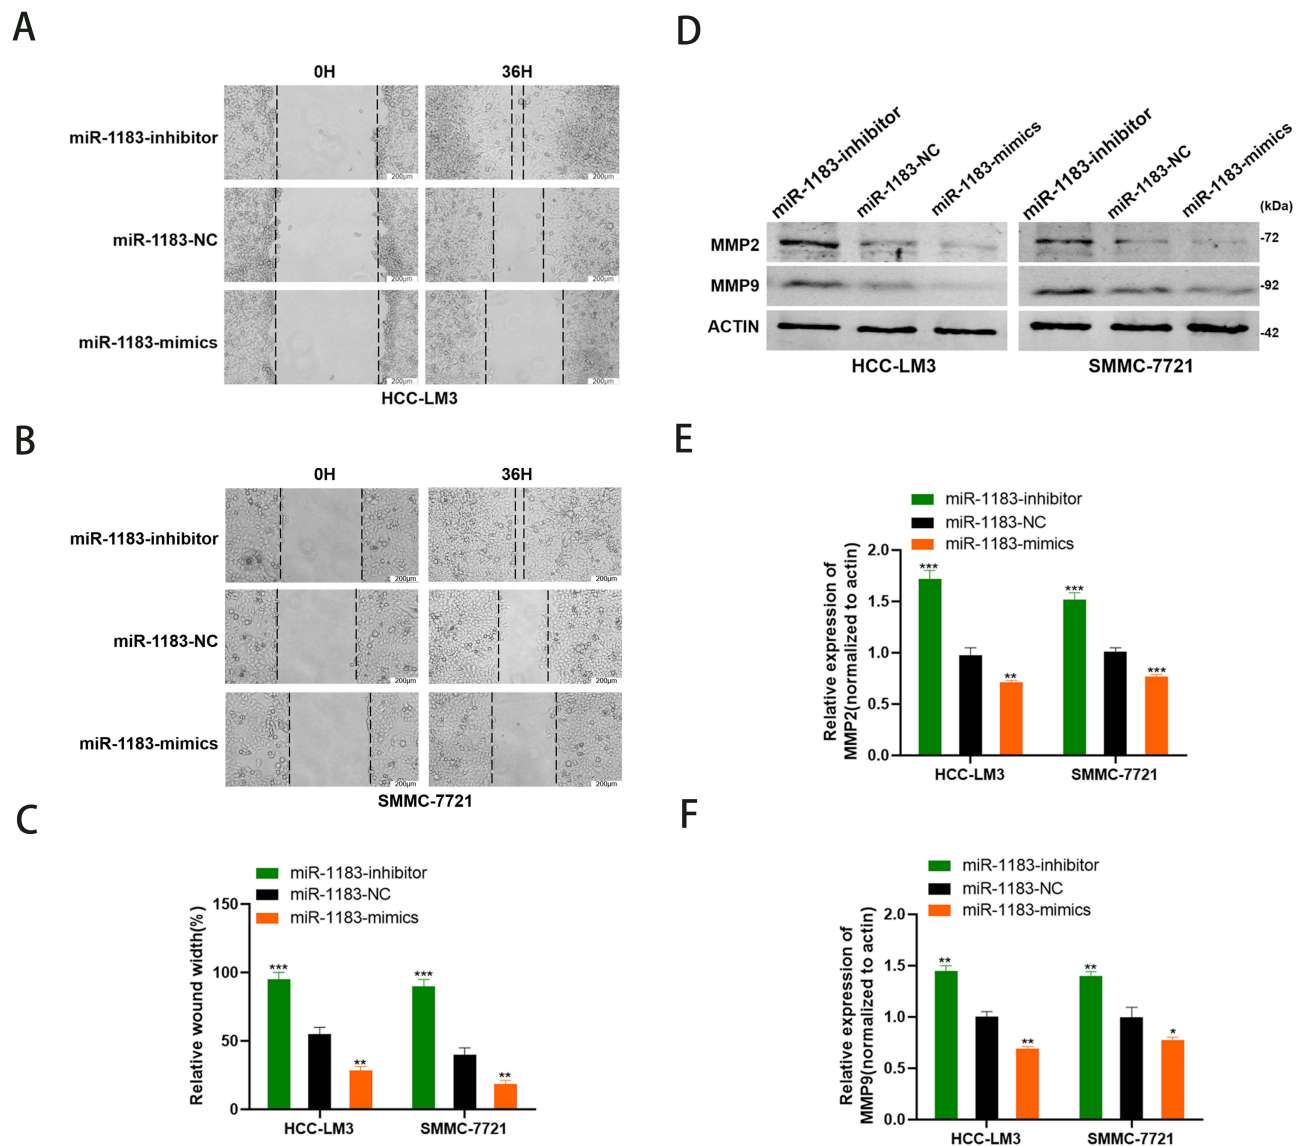 A
0H 36H
miR-1183-inhibitor
200μm 200μm
miR-1183-NC
200μm 200μm
miR-1183-mimics
200μm 200μm
HCC-LM3
B
0H 36H
miR-1183-inhibitor
200μm 200μm
miR-1183-NC
200μm 200μm
miR-1183-mimics
200μm 200μm
SMMC-7721
C
miR-1183-inhibitor
miR-1183-NC
miR-1183-mimics
Relative wound width(%)
150
100
50
0
*** ** *** **
HCC-LM3 SMMC-7721
D
miR-1183-inhibitor miR-1183-NC miR-1183-mimics miR-1183-inhibitor miR-1183-NC miR-1183-mimics
(kDa)
MMP2 -72
MMP9 -92
ACTIN -42
HCC-LM3 SMMC-7721
E
miR-1183-inhibitor
miR-1183-NC
miR-1183-mimics
Relative expression of
MMP2(normalized to actin)
2.0
1.5
1.0
0.5
0.0
*** ** *** ***
HCC-LM3 SMMC-7721
F
miR-1183-inhibitor
miR-1183-NC
miR-1183-mimics
Relative expression of
MMP9(normalized to actin)
2.0
1.5
1.0
0.5
0.0
** ** ** *
HCC-LM3 SMMC-7721